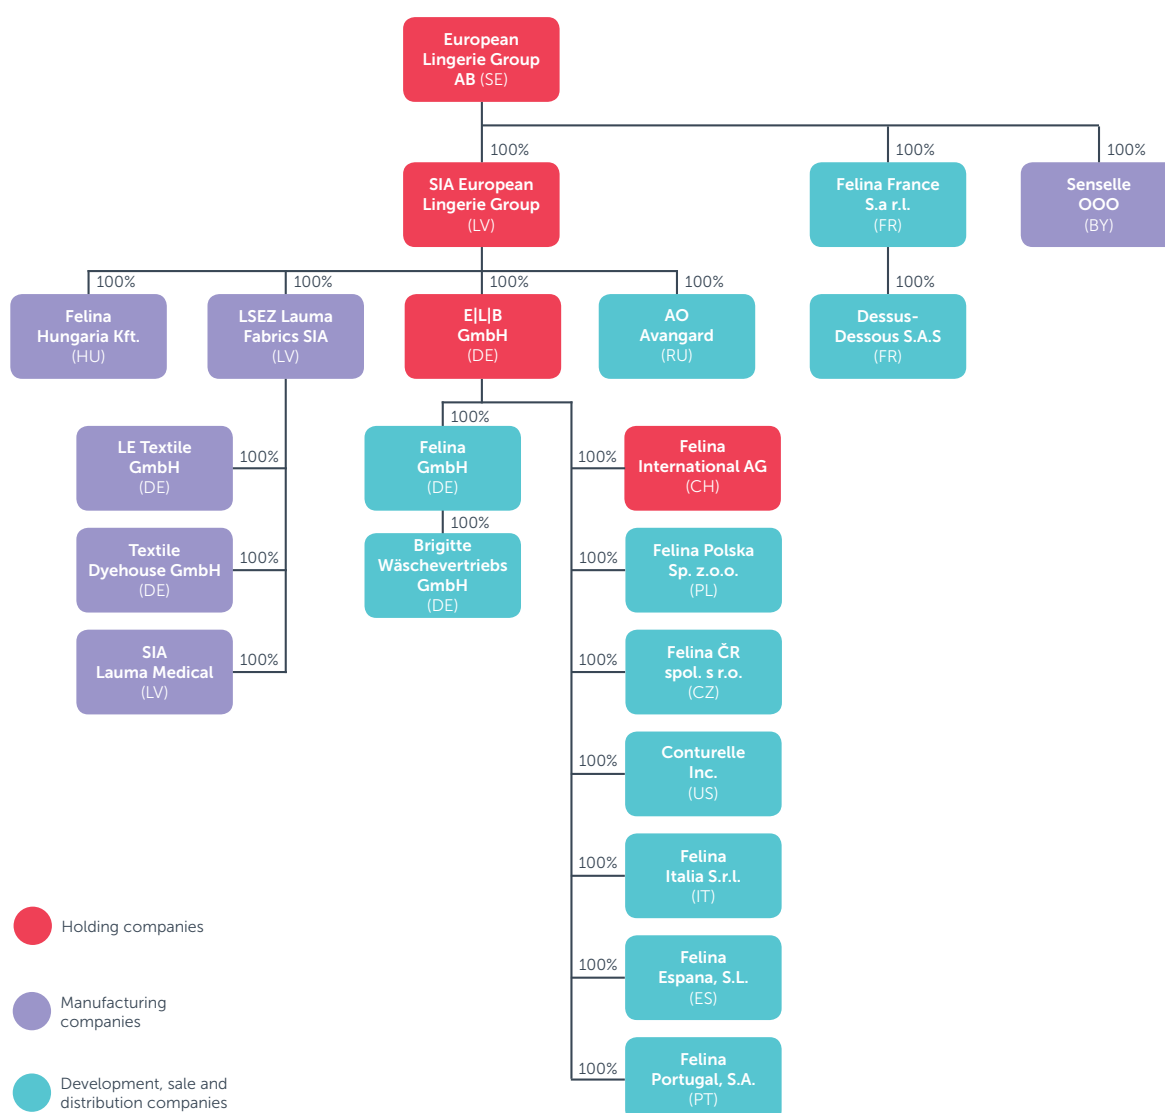 European
Lingerie Group
AB (SE)
100%
100%
100%
SIA European
Lingerie Group
(LV)
Felina France
S.a r.l.
(FR)
Senselle
OOO
(BY)
100%
100%
100%
100%
100%
Felina
Hungaria Kft.
(HU)
LSEZ Lauma
Fabrics SIA
(LV)
E|L|B
GmbH
(DE)
AO
Avangard
(RU)
Dessus-
Dessous S.A.S
(FR)
100%
LE Textile
GmbH
(DE)
100%
Felina
GmbH
(DE)
100%
Felina
International AG
(CH)
100%
Textile
Dyehouse GmbH
(DE)
100%
Brigitte
Wäschevertriebs
GmbH
(DE)
100%
Felina Polska
Sp. z.o.o.
(PL)
SIA
Lauma Medical
(LV)
100%
100%
Felina ČR
spol. s r.o.
(CZ)
100%
Conturelle
Inc.
(US)
100%
Felina
Italia S.r.l.
(IT)
100%
Felina
Espana, S.L.
(ES)
100%
Felina
Portugal, S.A.
(PT)
Holding companies
Manufacturing
companies
Development, sale and
distribution companies